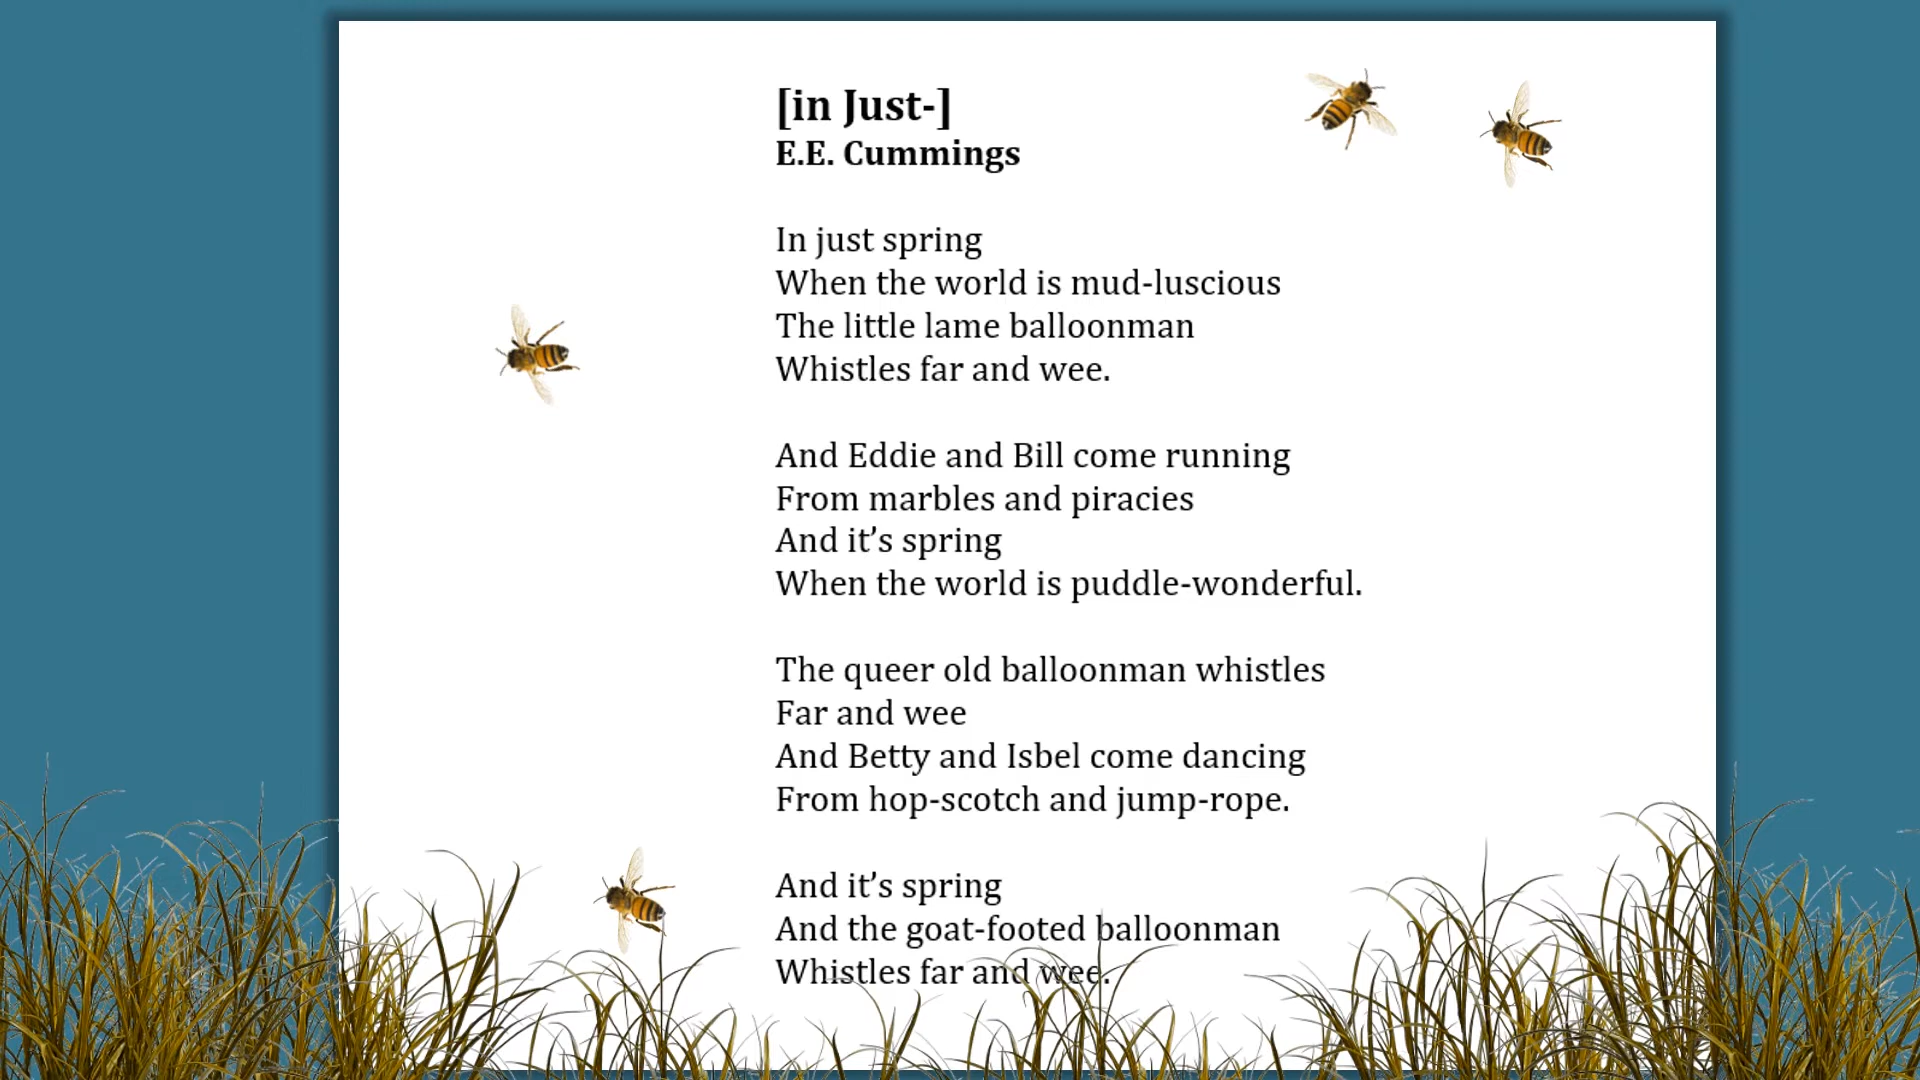 [in Just-]
E.E. Cummings
In just spring
When the world is mud-luscious
The little lame balloonman
Whistles far and wee.
And Eddie and Bill come running
From marbles and piracies
And it’s spring
When the world is puddle-wonderful.
The queer old balloonman whistles
Far and wee
And Betty and Isbel come dancing
From hop-scotch and jump-rope.
And it’s spring
And the goat-footed balloonman
Whistles far and wee.